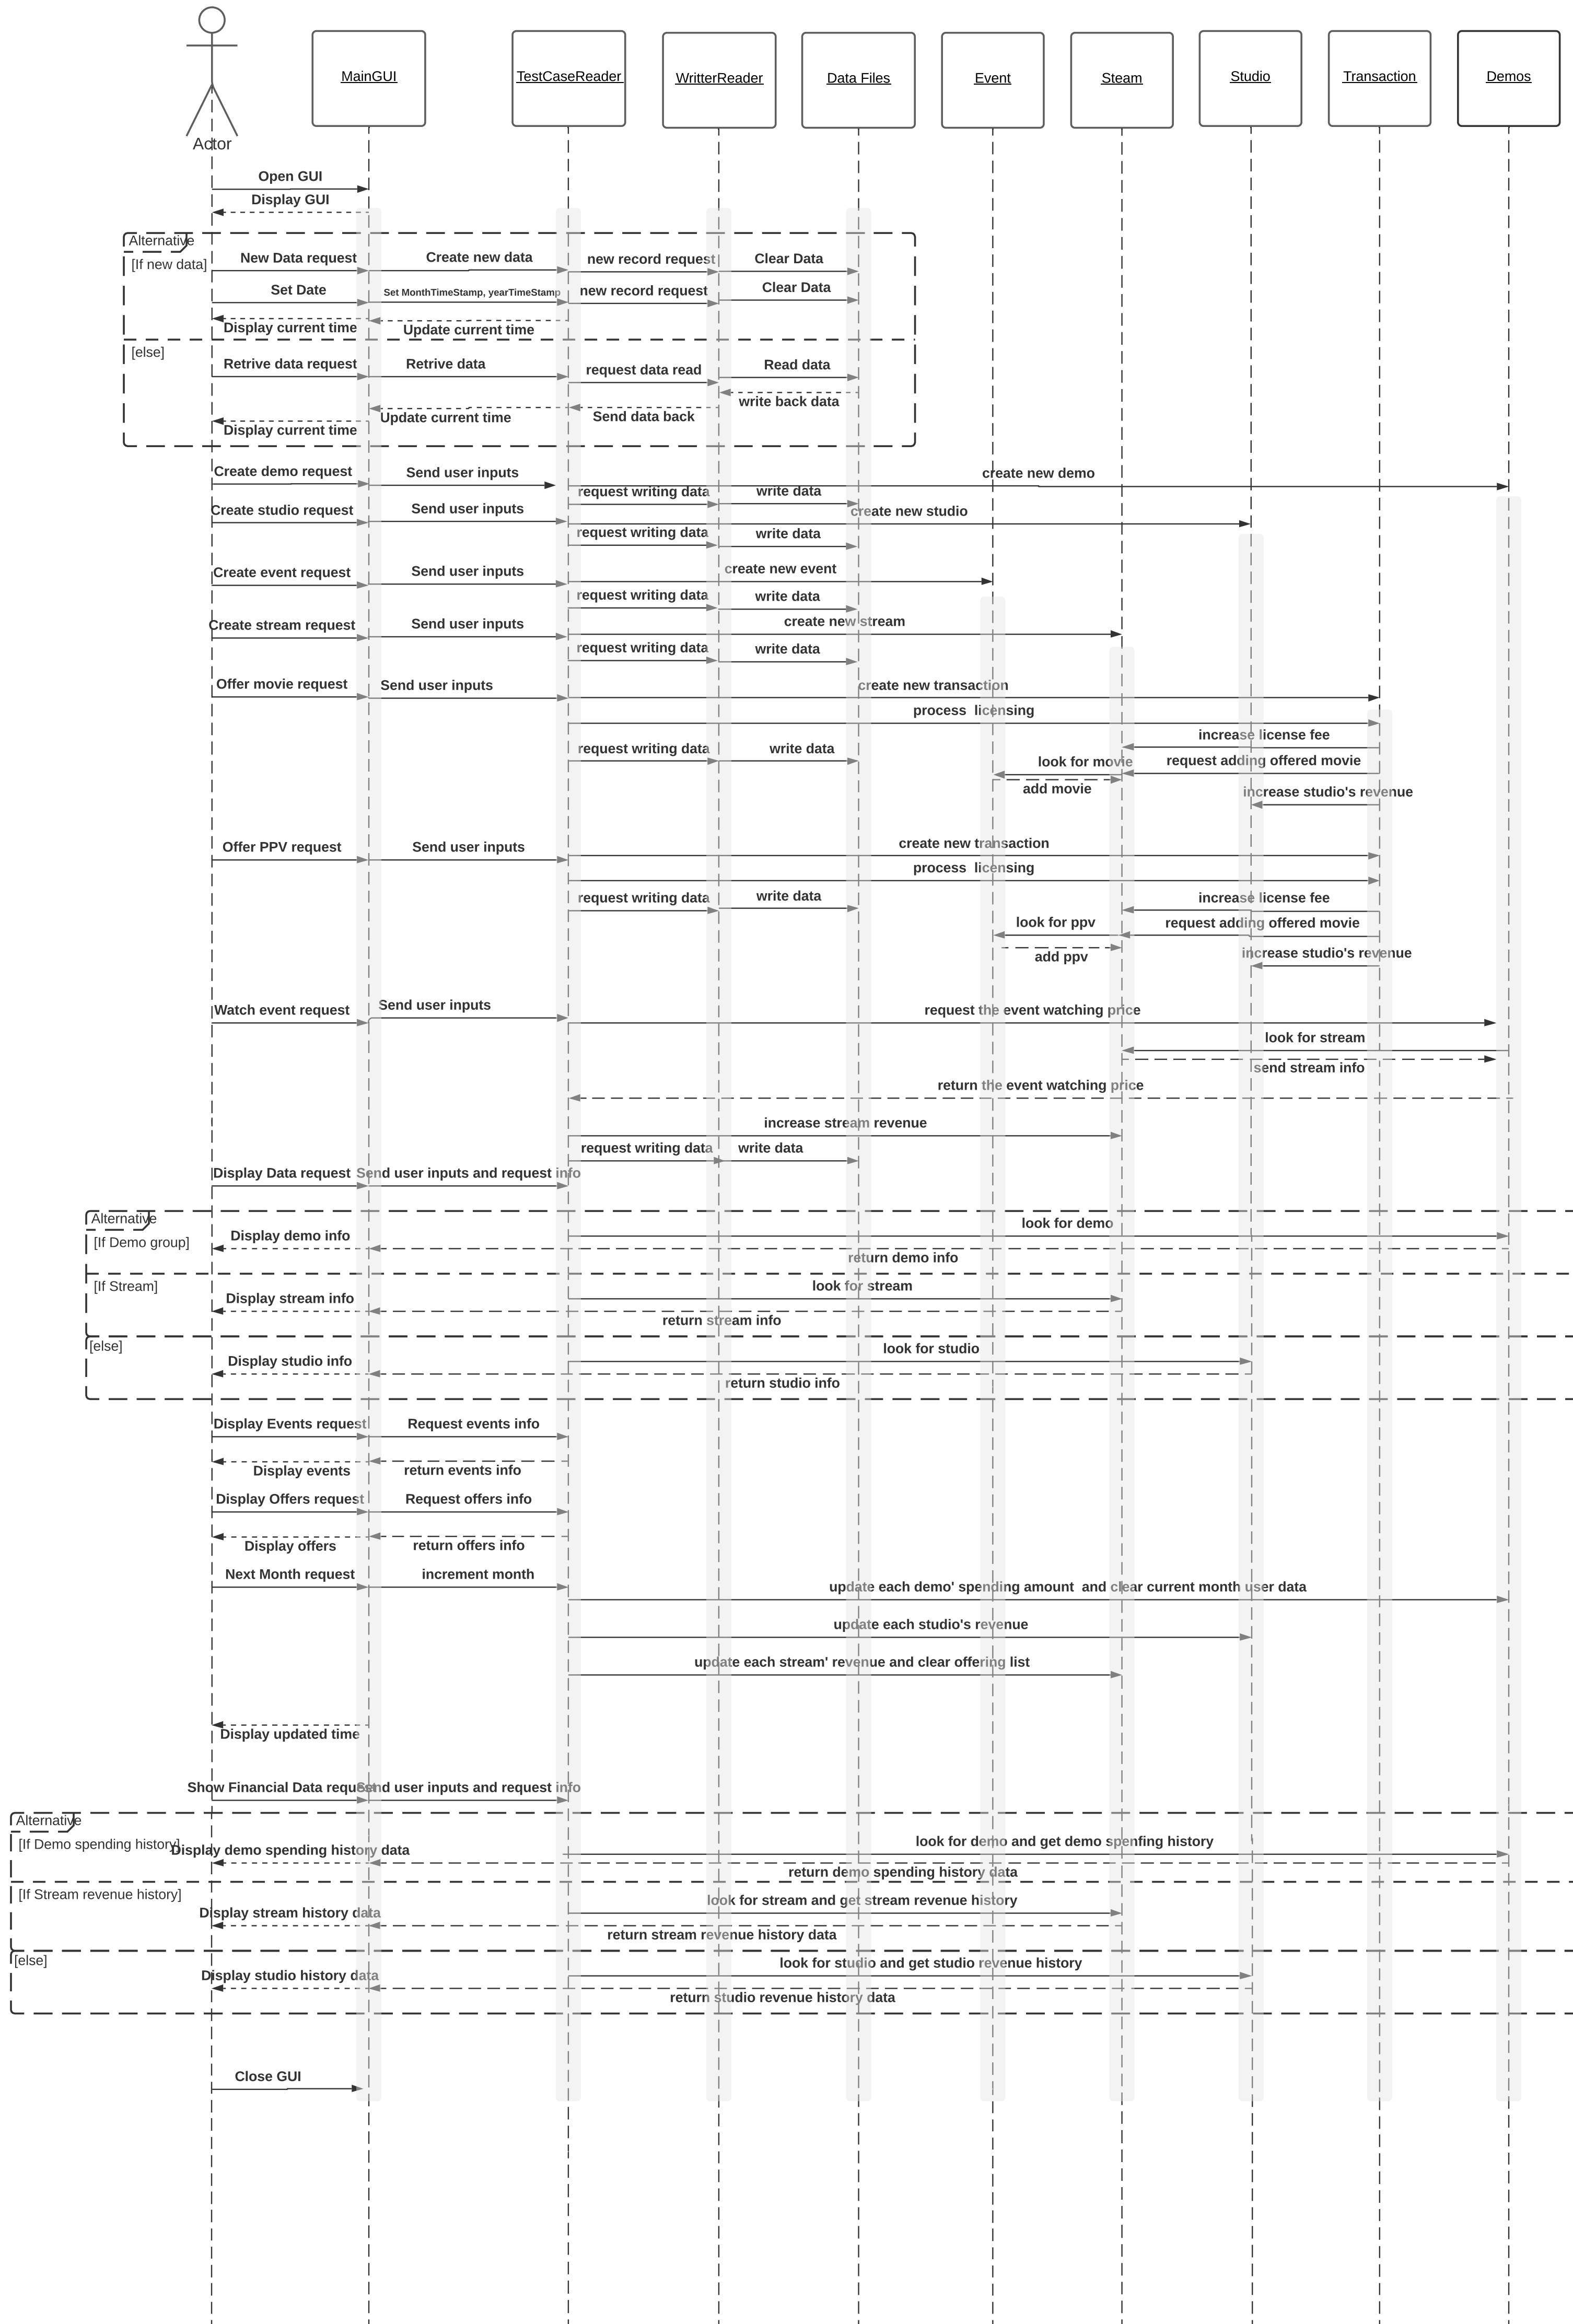 MainGUI
TestCaseReader
WritterReader
Data Files
Event
Steam
Studio
Transaction
Demos
Actor
Open GUI
Display GUI
Alternative
[If new data]
New Data request
Create new data
new record request
Clear Data
Set Date
Set MonthTimeStamp, yearTimeStamp
new record request
Clear Data
Display current time
Update current time
[else]
Retrive data request
Retrive data
request data read
Read data
write back data
Update current time
Send data back
Display current time
Create demo request
Send user inputs
create new demo
request writing data
write data
Create studio request
Send user inputs
create new studio
request writing data
write data
Create event request
Send user inputs
create new event
request writing data
write data
Create stream request
Send user inputs
create new stream
request writing data
write data
Offer movie request
Send user inputs
create new transaction
process  licensing
increase license fee
request writing data
write data
look for movie
request adding offered movie
add movie
increase studio's revenue
Offer PPV request
Send user inputs
create new transaction
process  licensing
request writing data
write data
increase license fee
look for ppv
request adding offered movie
add ppv
increase studio's revenue
Watch event request
Send user inputs
request the event watching price
look for stream
send stream info
return the event watching price
increase stream revenue
request writing data
write data
Display Data request
Send user inputs and request info
Alternative
[If Demo group]
look for demo
Display demo info
return demo info
[If Stream]
look for stream
Display stream info
return stream info
[else]
look for studio
Display studio info
return studio info
Display Events request
Request events info
Display events
return events info
Display Offers request
Request offers info
Display offers
return offers info
Next Month request
increment month
update each demo' spending amount  and clear current month user data
update each studio's revenue
update each stream' revenue and clear offering list
Display updated time
Show Financial Data request
Send user inputs and request info
Alternative
[If Demo spending history]
look for demo and get demo spenfing history
Display demo spending history data
return demo spending history data
[If Stream revenue history]
look for stream and get stream revenue history
Display stream history data
return stream revenue history data
[else]
look for studio and get studio revenue history
Display studio history data
return studio revenue history data
Close GUI